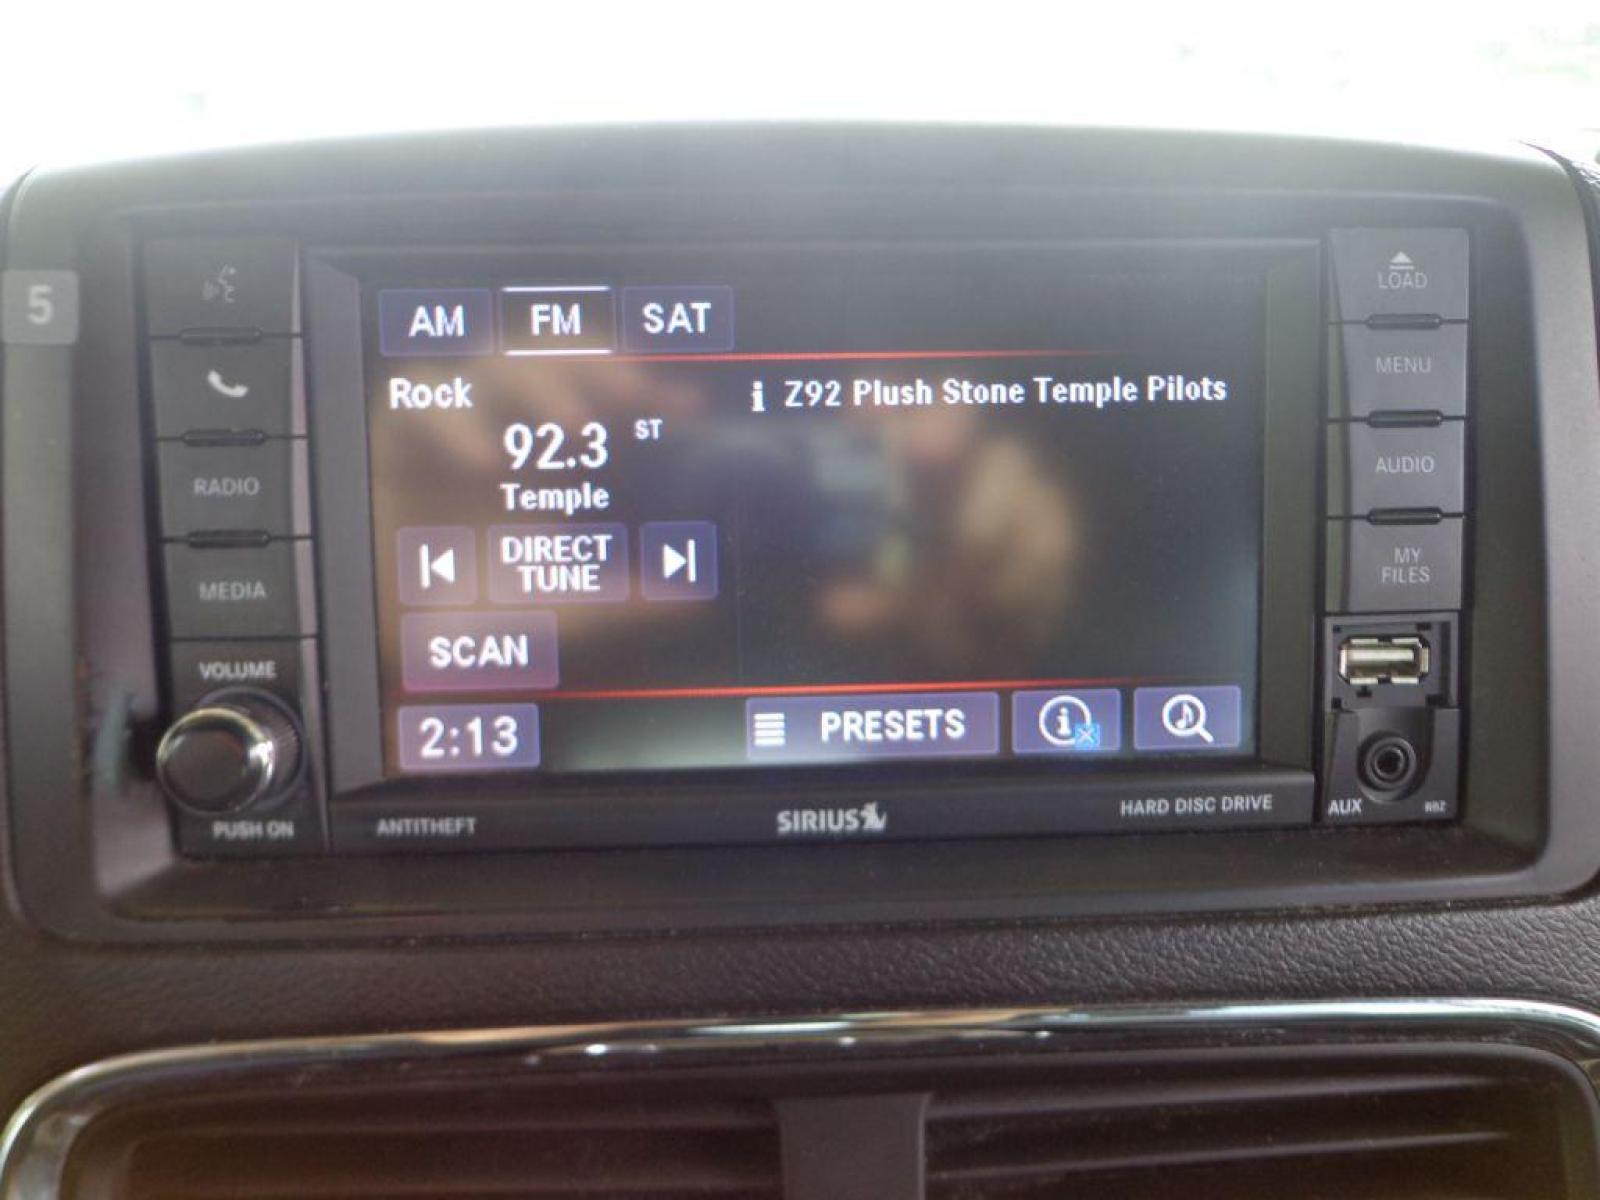 5
AM FM SAT
Rock
i Z92 Plush Stone Temple Pilots
92.3 ST
Temple
DIRECT
TUNE
SCAN
2:13
PRESETS
i
RADIO
MEDIA
VOLUME
PUSH ON
ANTITHEFT
SIRIUS
HARD DISC DRIVE
LOAD
MENU
AUDIO
MY
FILES
AUX
RBZ